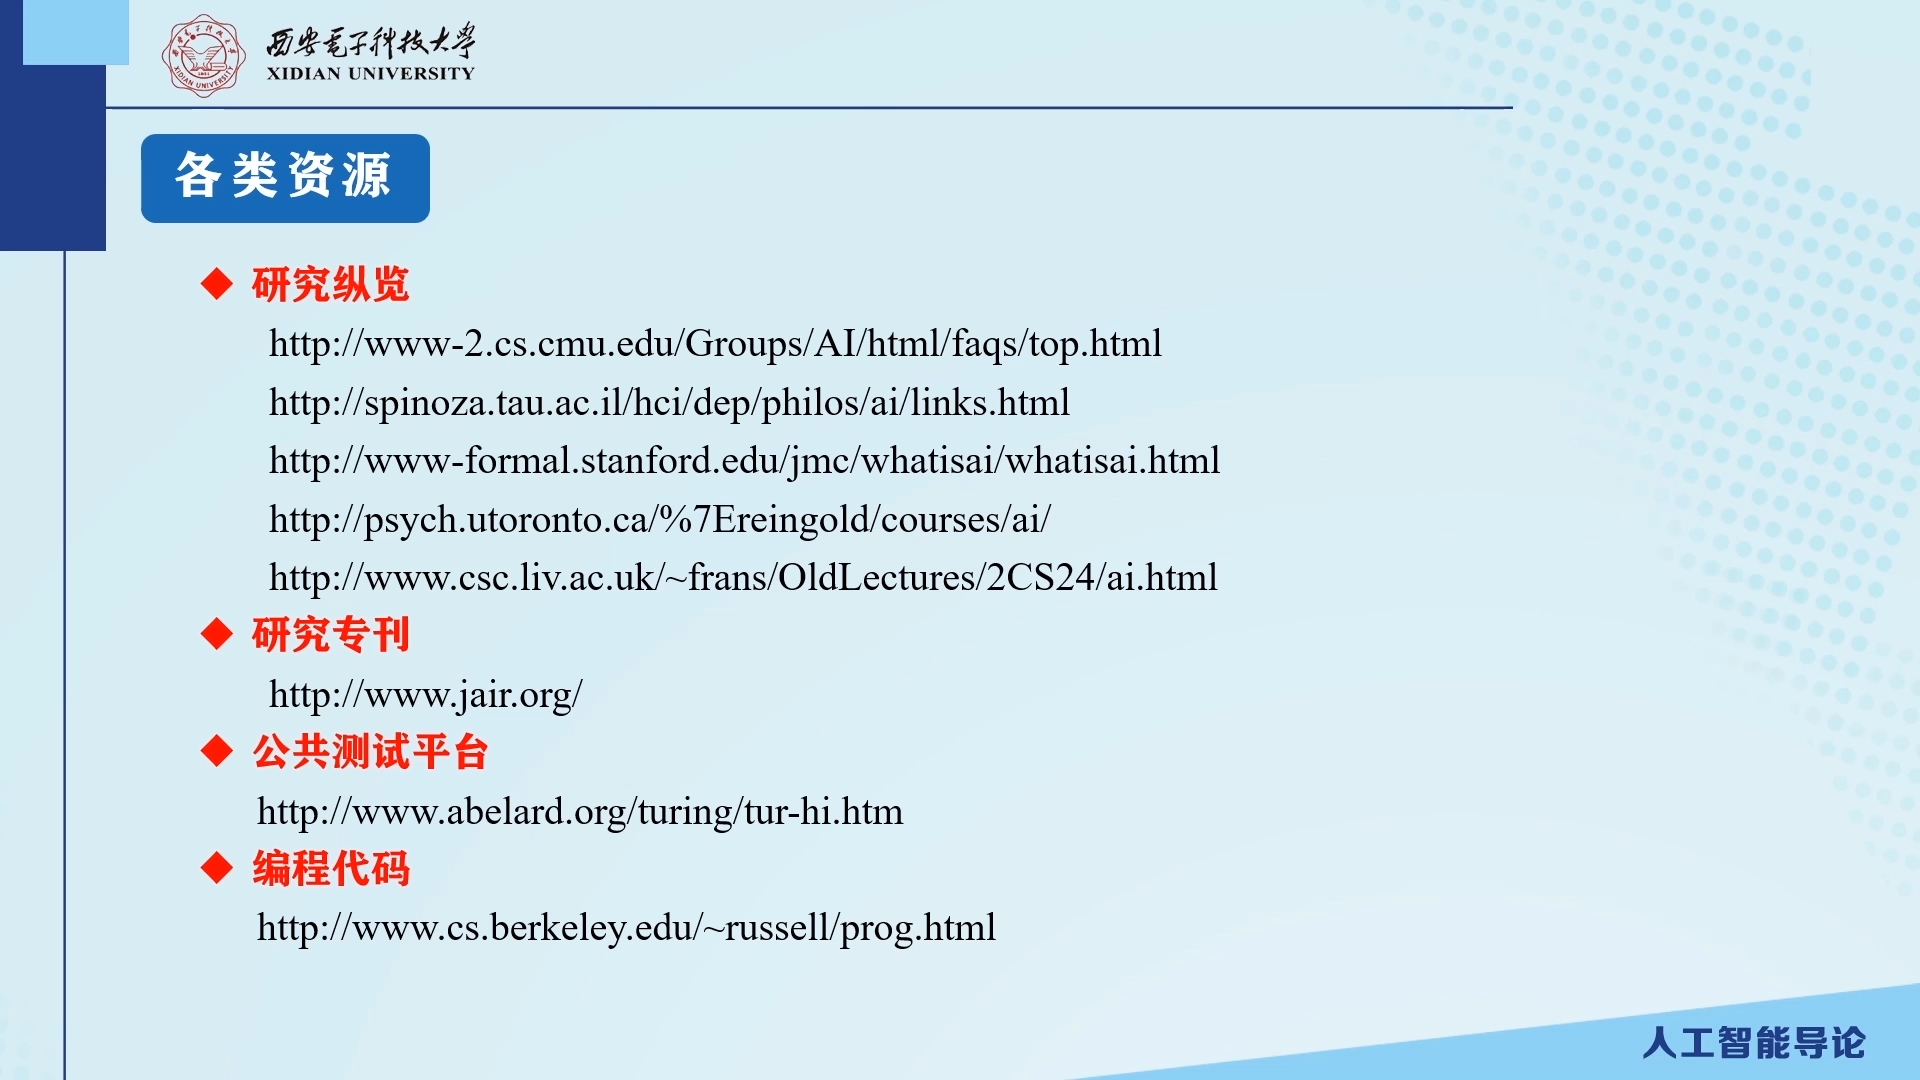 西安电子科技大学
XIDIAN UNIVERSITY
各类资源
◆ 研究纵览
http://www-2.cs.cmu.edu/Groups/AI/html/faqs/top.html
http://spinoza.tau.ac.il/hci/dep/philos/ai/links.html
http://www-formal.stanford.edu/jmc/whatisai/whatisai.html
http://psych.utoronto.ca/%7Ereingold/courses/ai/
http://www.csc.liv.ac.uk/~frans/OldLectures/2CS24/ai.html
◆ 研究专刊
http://www.jair.org/
◆ 公共测试平台
http://www.abelard.org/turing/tur-hi.htm
◆ 编程代码
http://www.cs.berkeley.edu/~russell/prog.html
人工智能导论